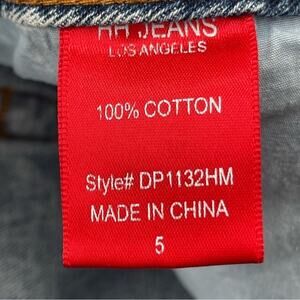 HH JEANS
LOS ANGELES
100% COTTON
Style# DP1132HM
MADE IN CHINA
5